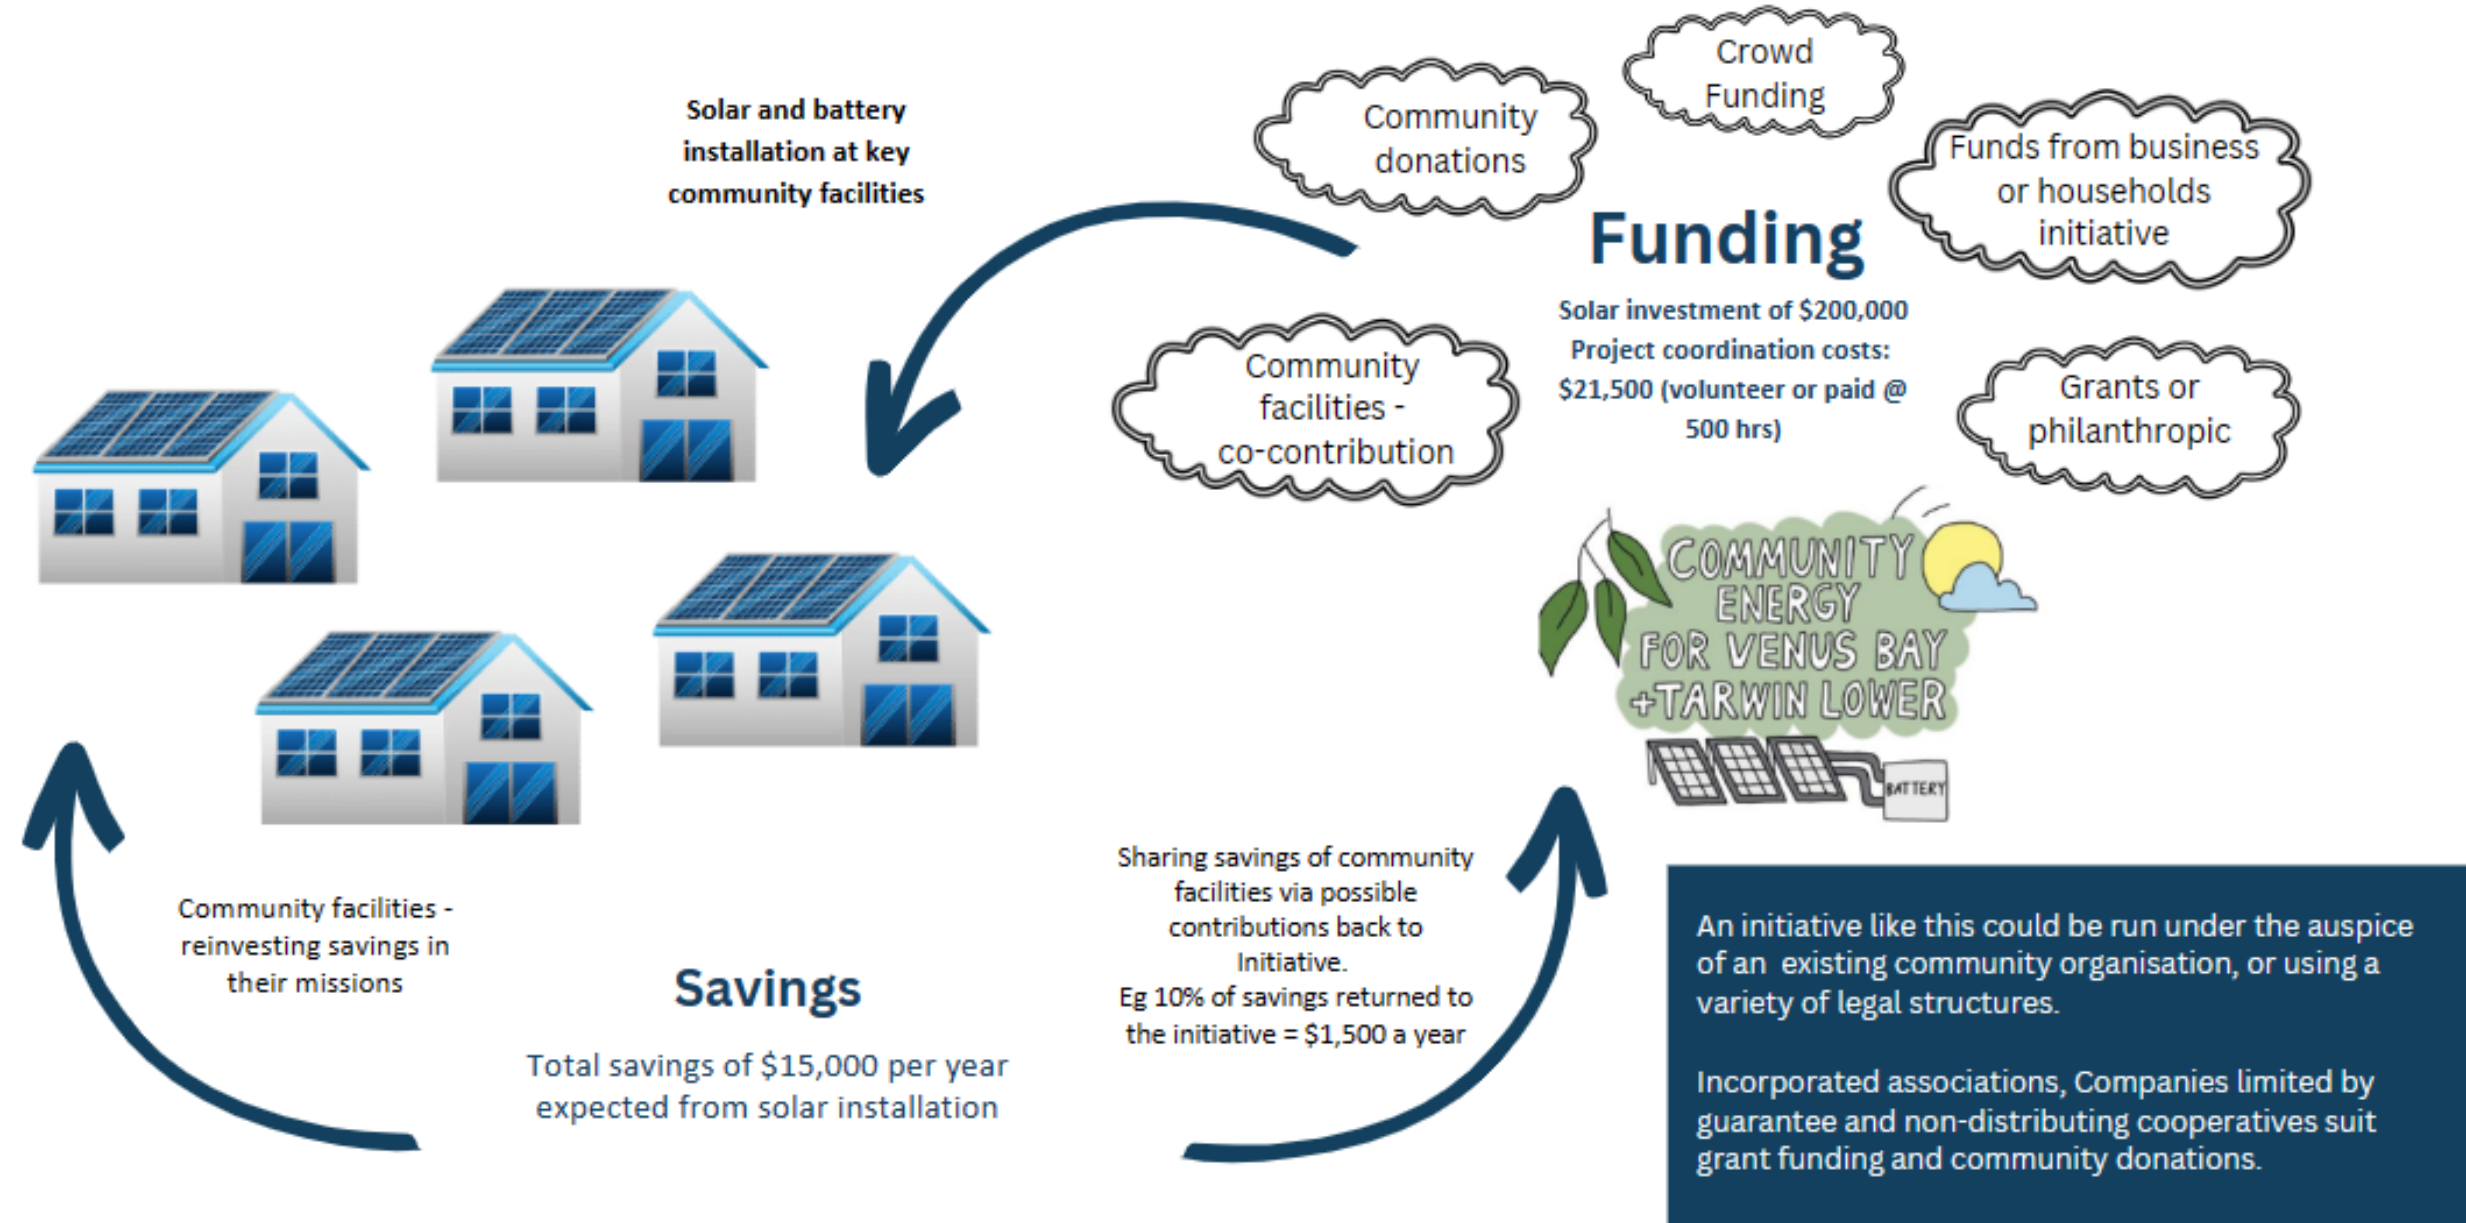 Solar and battery
installation at key
community facilities
Community
donations
Crowd
Funding
Funds from business
or households
initiative
Community
facilities -
co-contribution
Funding
Solar investment of $200,000
Project coordination costs:
$21,500 (volunteer or paid @
500 hrs)
Grants or
philanthropic
COMMUNITY
ENERGY
FOR VENUS BAY
+TARWIN LOWER
BATTERY
Community facilities -
reinvesting savings in
their missions
Savings
Total savings of $15,000 per year
expected from solar installation
Sharing savings of community
facilities via possible
contributions back to
Initiative.
Eg 10% of savings returned to
the initiative = $1,500 a year
An initiative like this could be run under the auspice
of an  existing community organisation, or using a
variety of legal structures.
Incorporated associations, Companies limited by
guarantee and non-distributing cooperatives suit
grant funding and community donations.